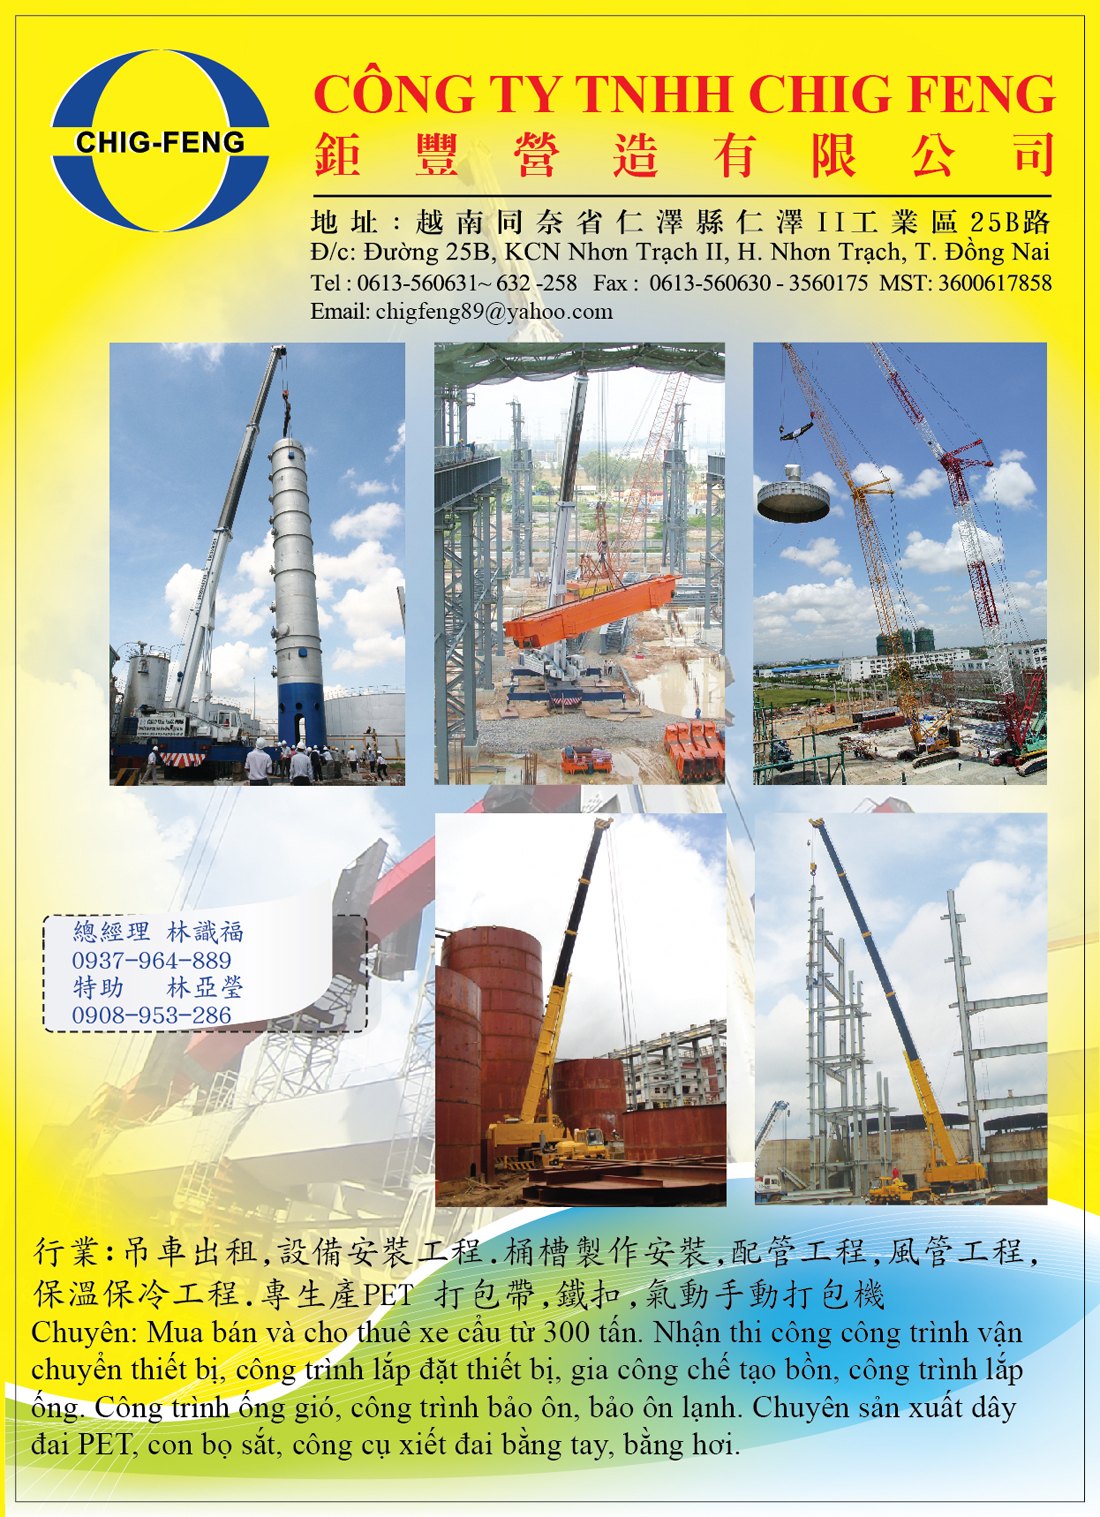 CHIG-FENG
CÔNG TY TNHH CHIG FENG
鉅豐營造有限公司
地址：越南同奈省仁澤縣仁澤II工業區25B路
Đ/c: Đường 25B, KCN Nhơn Trạch II, H. Nhơn Trạch, T. Đồng Nai
Tel : 0613-560631~ 632 -258 Fax : 0613-560630 - 3560175 MST: 3600617858
Email: chigfeng89@yahoo.com
總經理 林識福
0937-964-889
特助 林亞瑩
0908-953-286
行業:吊車出租,設備安裝工程.桶槽製作安裝,配管工程,風管工程,
保溫保冷工程.專生產PET 打包帶,鐵扣,氣動手動打包機
Chuyên: Mua bán và cho thuê xe cẩu từ 300 tấn. Nhận thi công công trình vận
chuyển thiết bị, công trình lắp đặt thiết bị, gia công chế tạo bồn, công trình lắp
ống. Công trình ống gió, công trình bảo ôn, bảo ôn lạnh. Chuyên sản xuất dây
đai PET, con bọ sắt, công cụ xiết đai bằng tay, bằng hơi.